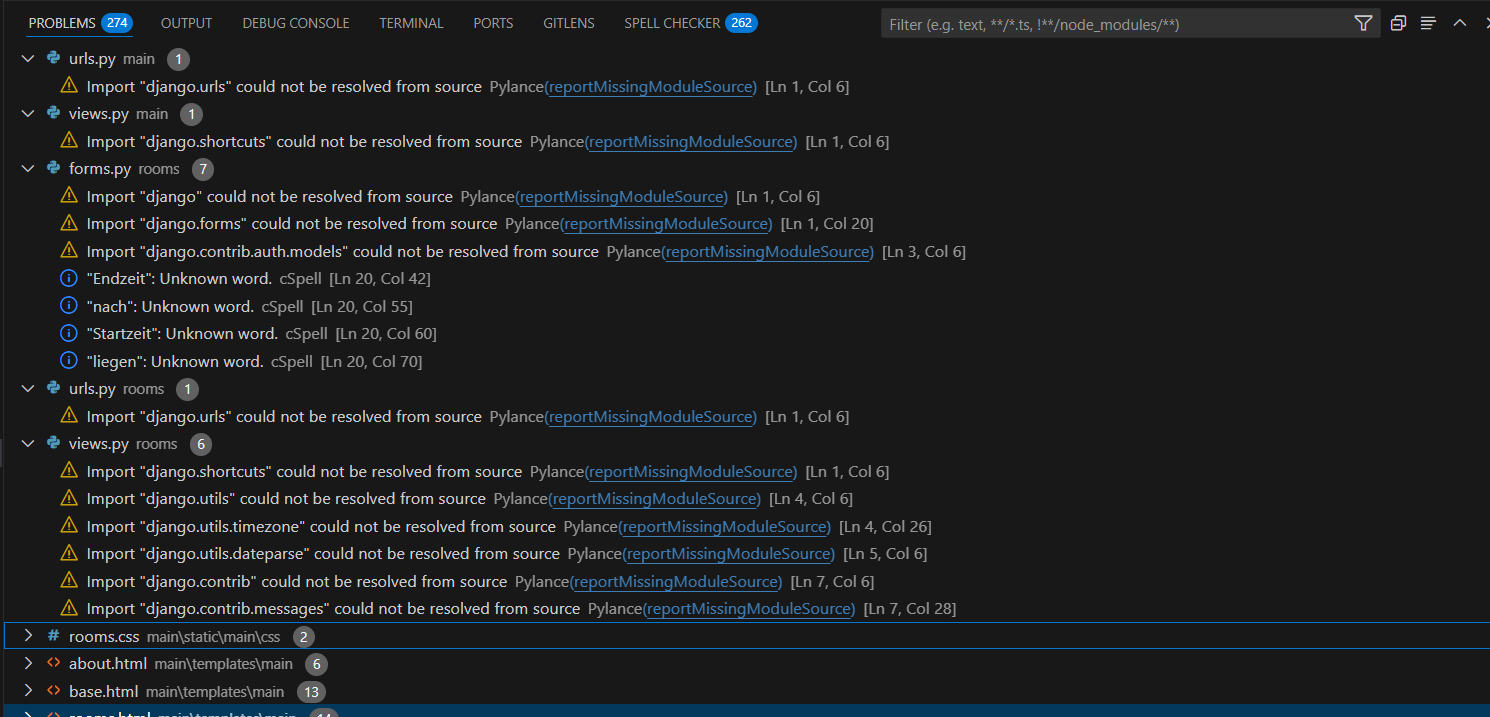 PROBLEMS 274 OUTPUT DEBUG CONSOLE TERMINAL PORTS GITLENS SPELL CHECKER 262 Filter (e.g. text, **/*.ts, !**/node_modules/**)
urls.py main 1
Import "django.urls" could not be resolved from source Pylance(reportMissingModuleSource) [Ln 1, Col 6]
views.py main 1
Import "django.shortcuts" could not be resolved from source Pylance(reportMissingModuleSource) [Ln 1, Col 6]
forms.py rooms 7
Import "django" could not be resolved from source Pylance(reportMissingModuleSource) [Ln 1, Col 6]
Import "django.forms" could not be resolved from source Pylance(reportMissingModuleSource) [Ln 1, Col 20]
Import "django.contrib.auth.models" could not be resolved from source Pylance(reportMissingModuleSource) [Ln 3, Col 6]
"Endzeit": Unknown word. cSpell [Ln 20, Col 42]
"nach": Unknown word. cSpell [Ln 20, Col 55]
"Startzeit": Unknown word. cSpell [Ln 20, Col 60]
"liegen": Unknown word. cSpell [Ln 20, Col 70]
urls.py rooms 1
Import "django.urls" could not be resolved from source Pylance(reportMissingModuleSource) [Ln 1, Col 6]
views.py rooms 6
Import "django.shortcuts" could not be resolved from source Pylance(reportMissingModuleSource) [Ln 1, Col 6]
Import "django.utils" could not be resolved from source Pylance(reportMissingModuleSource) [Ln 4, Col 6]
Import "django.utils.timezone" could not be resolved from source Pylance(reportMissingModuleSource) [Ln 4, Col 26]
Import "django.utils.dateparse" could not be resolved from source Pylance(reportMissingModuleSource) [Ln 5, Col 6]
Import "django.contrib" could not be resolved from source Pylance(reportMissingModuleSource) [Ln 7, Col 6]
Import "django.contrib.messages" could not be resolved from source Pylance(reportMissingModuleSource) [Ln 7, Col 28]
# rooms.css main\static\main\css 2
<> about.html main\templates\main 6
<> base.html main\templates\main 13
<> rooms.html main\templates\main 14